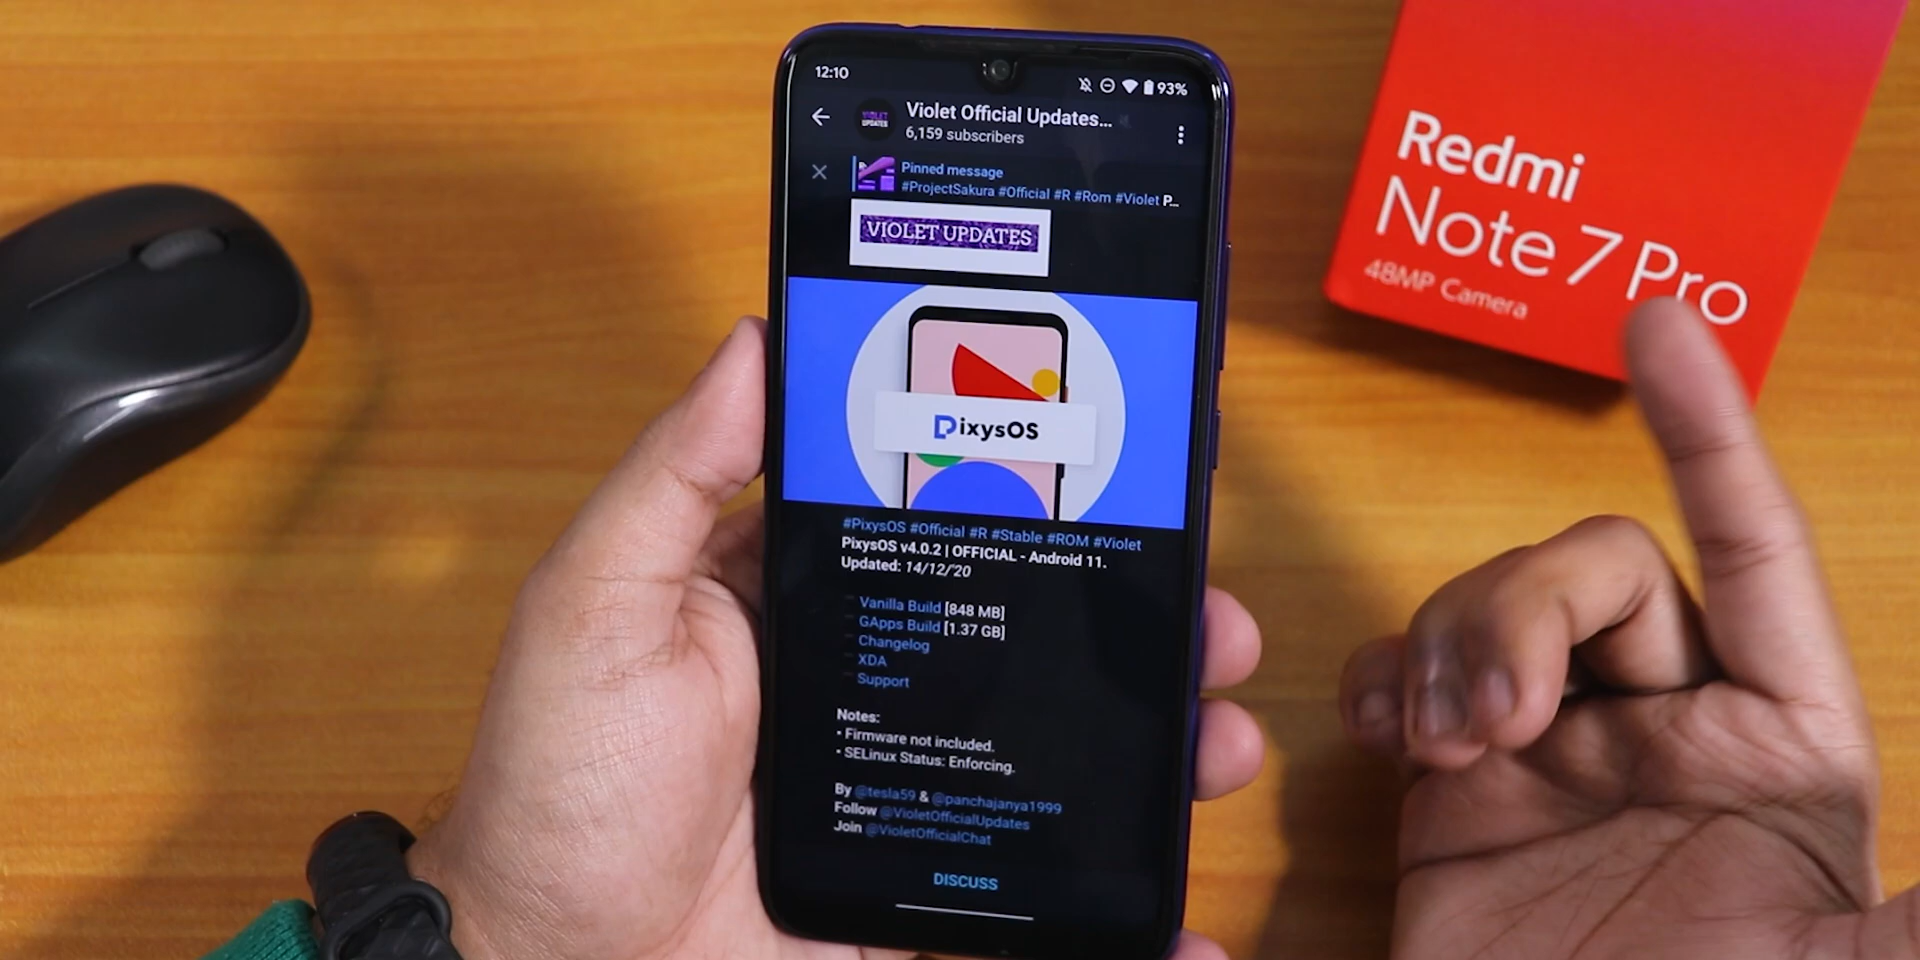 12:10
93%
Violet Official Updates...
6,159 subscribers
Pinned message
#ProjectSakura #Official #R #Rom #Violet P...
VIOLET UPDATES
VIOLET UPDATES
PixysOS
#PixysOS #Official #R #Stable #ROM #Violet
PixysOS v4.0.2 | OFFICIAL - Android 11.
Updated: 14/12/'20
Vanilla Build [848 MB]
GApps Build [1.37 GB]
Changelog
XDA
Support
Notes:
• Firmware not included.
• SELinux Status: Enforcing.
By @tesla59 & @panchajanya1999
Follow @VioletOfficialUpdates
Join @VioletOfficialChat
DISCUSS
Redmi
Note 7 Pro
48MP Camera